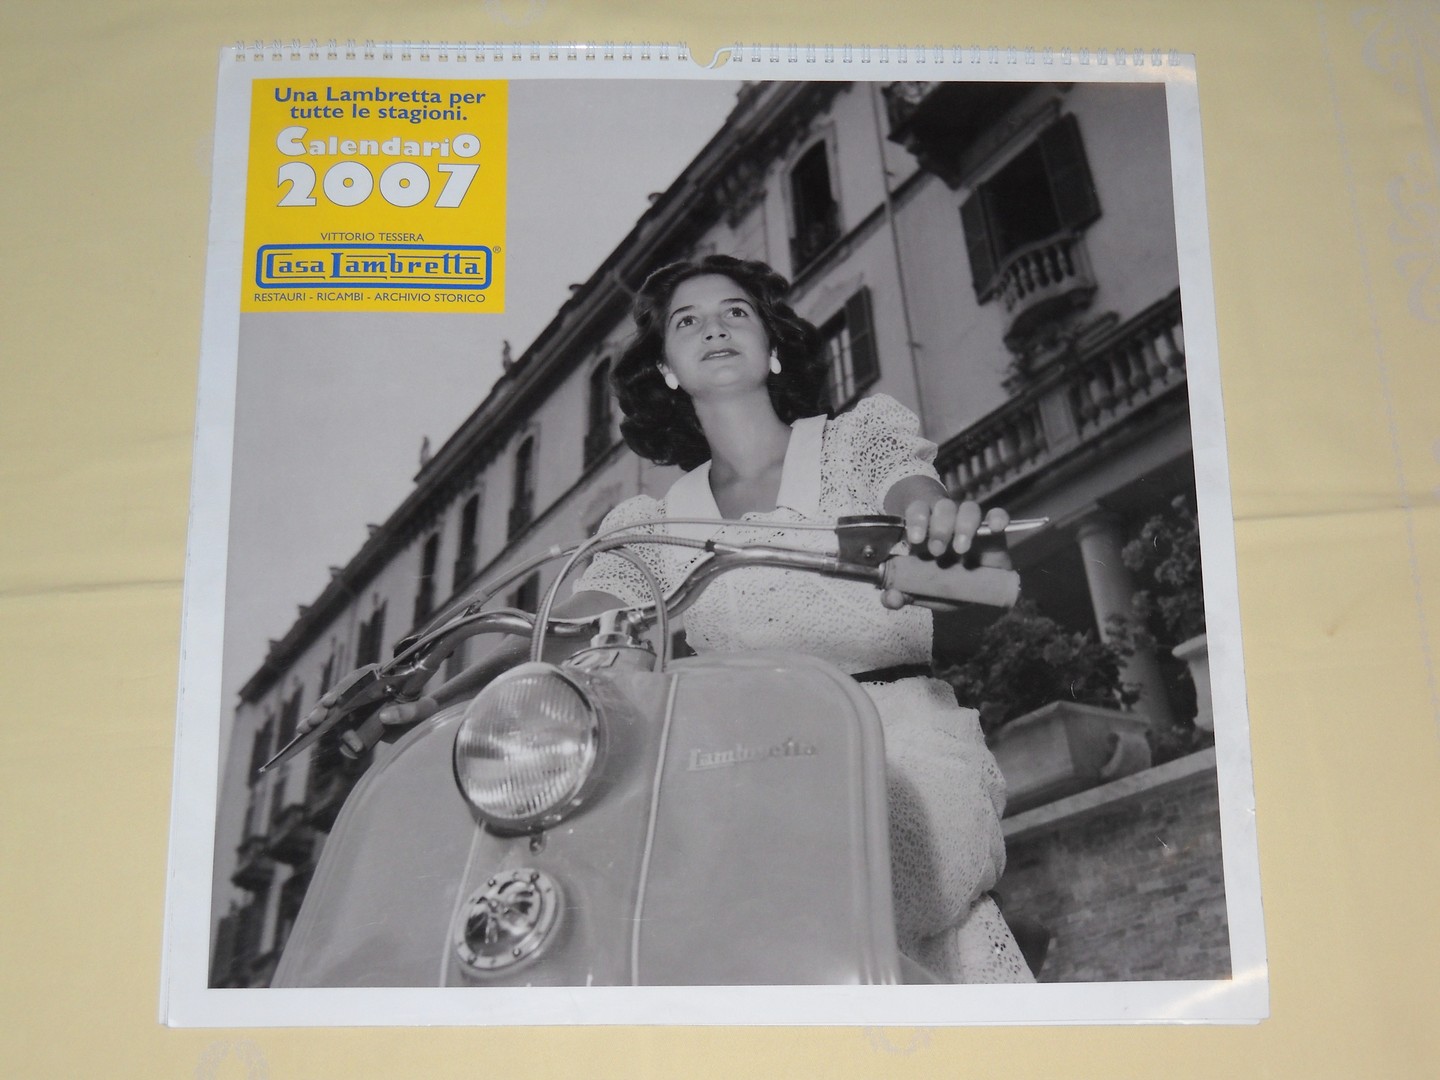 Una Lambretta per
tutte le stagioni.
CalendariO
2007
VITTORIO TESSERA
Casa Lambretta ®
RESTAURI - RICAMBI - ARCHIVIO STORICO
Lambretta